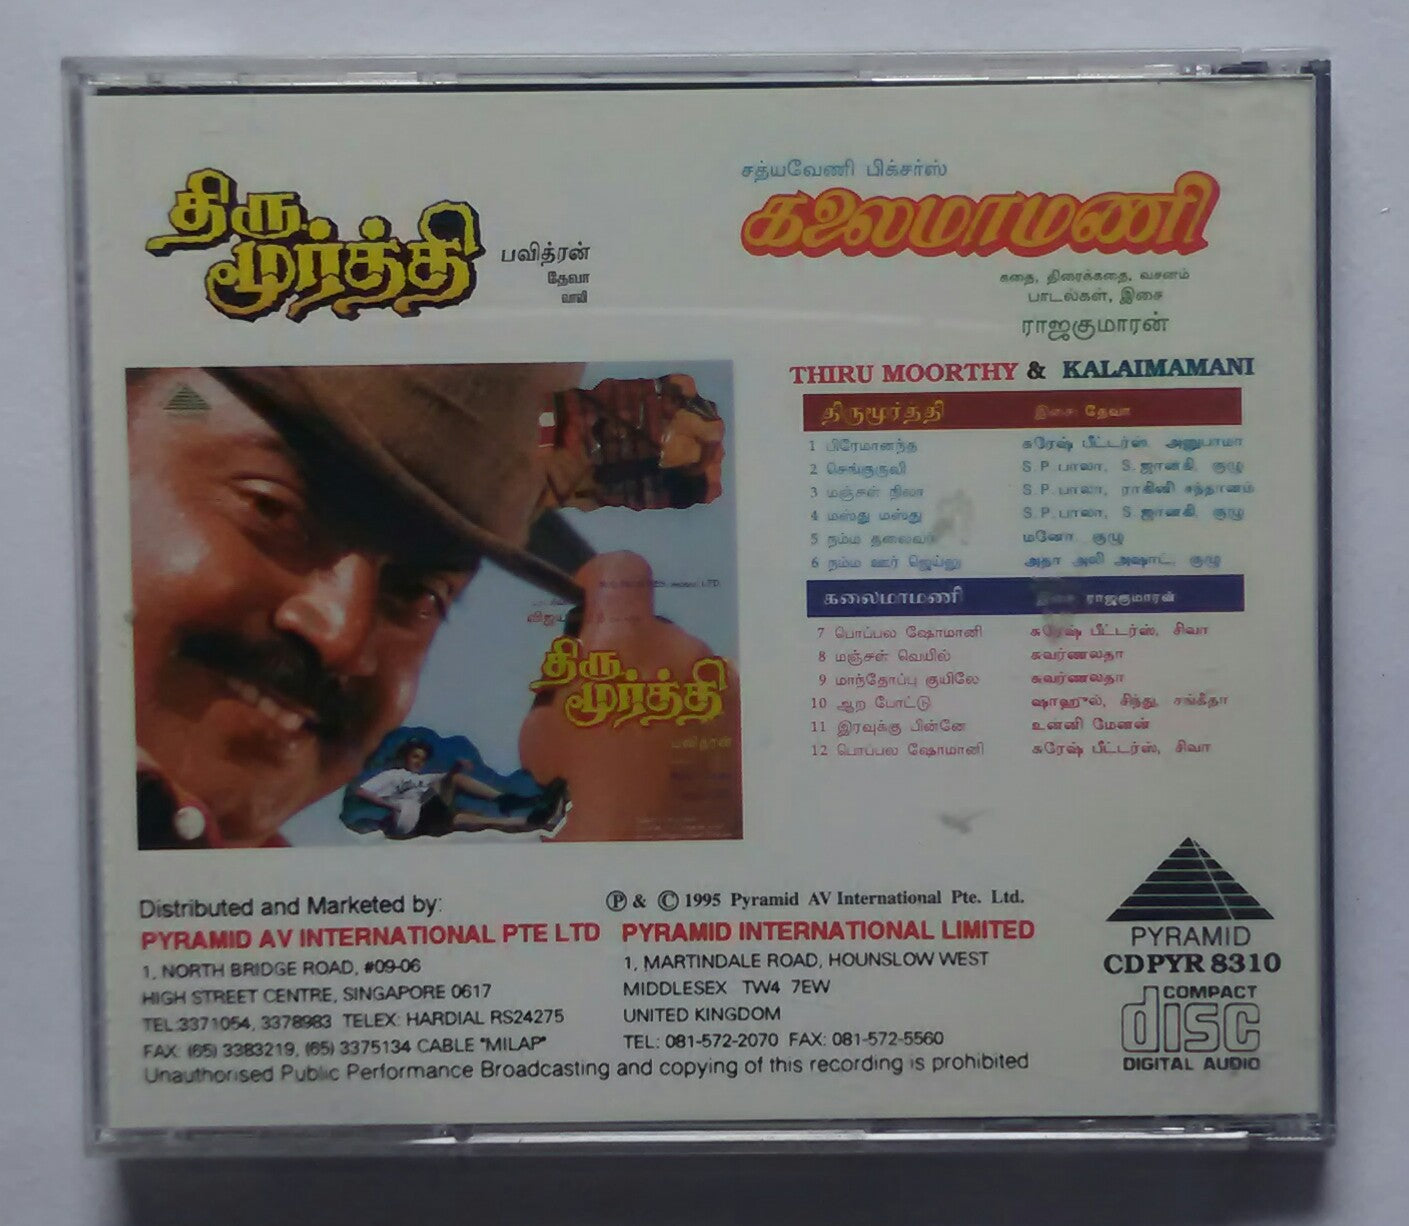 திரு.
மூர்த்தி
பவித்ரன்
தேவா
வாலி
சத்யவேணி பிக்சர்ஸ்
கலைமாமணி
கதை, திரைக்கதை, வசனம்
பாடல்கள், இசை
ராஜகுமாரன்
THIRU MOORTHY & KALAIMAMANI
திருமூர்த்தி இசை தேவா
1 பிரேமானந்த சுரேஷ் பீட்டர்ஸ், அனுபாமா
2 செங்குருவி S.P.பாலா, S.ஜானகி, குழு
3 மஞ்சள் நிலா S.P.பாலா, ராகினி சந்தானம்
4 மஸ்து மஸ்து S.P.பாலா, S.ஜானகி, குழு
5 நம்ம தலைவர் மனோ, குழு
6 நம்ம ஊர் ஜெய்லு அதா அலி அஷாட், குழு
கலைமாமணி இசை ராஜகுமாரன்
7 பொப்பல ஷோமானி சுரேஷ் பீட்டர்ஸ், சிவா
8 மஞ்சள் வெயில் சுவர்ணலதா
9 மாந்தோப்பு குயிலே சுவர்ணலதா
10 ஆற போட்டு ஷாஹுல், சிந்து, சங்கீதா
11 இரவுக்கு பின்னே உன்னி மேனன்
12 பொப்பல ஷோமானி சுரேஷ் பீட்டர்ஸ், சிவா
விஜய
திரு.
மூர்த்தி
பவித்ரன்
Distributed and Marketed by:
PYRAMID AV INTERNATIONAL PTE LTD
1, NORTH BRIDGE ROAD, #09-06
HIGH STREET CENTRE, SINGAPORE 0617
TEL:3371054, 3378983 TELEX: HARDIAL RS24275
FAX: (65) 3383219, (65) 3375134 CABLE "MILAP"
Ⓟ & © 1995 Pyramid AV International Pte. Ltd.
PYRAMID INTERNATIONAL LIMITED
1, MARTINDALE ROAD, HOUNSLOW WEST
MIDDLESEX TW4 7EW
UNITED KINGDOM
TEL: 081-572-2070 FAX: 081-572-5560
Unauthorised Public Performance Broadcasting and copying of this recording is prohibited
PYRAMID
CDPYR 8310
COMPACT
disc
DIGITAL AUDIO